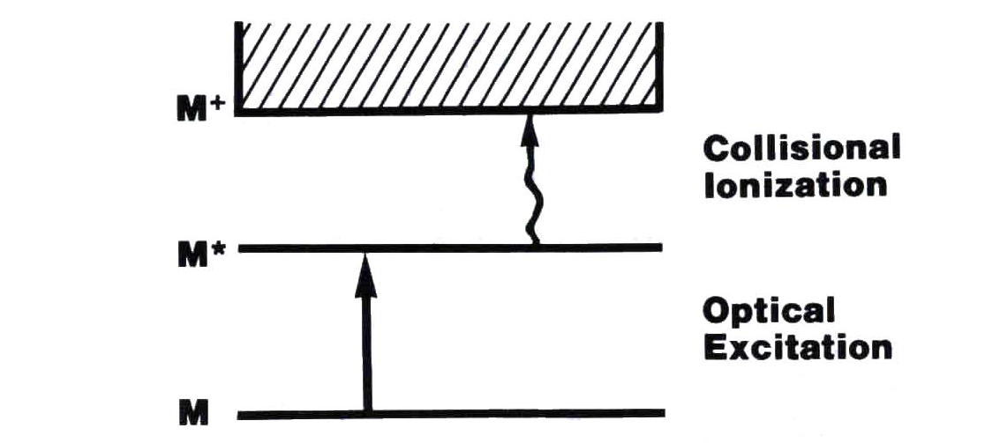 M+
Collisional
Ionization
M*
Optical
Excitation
M